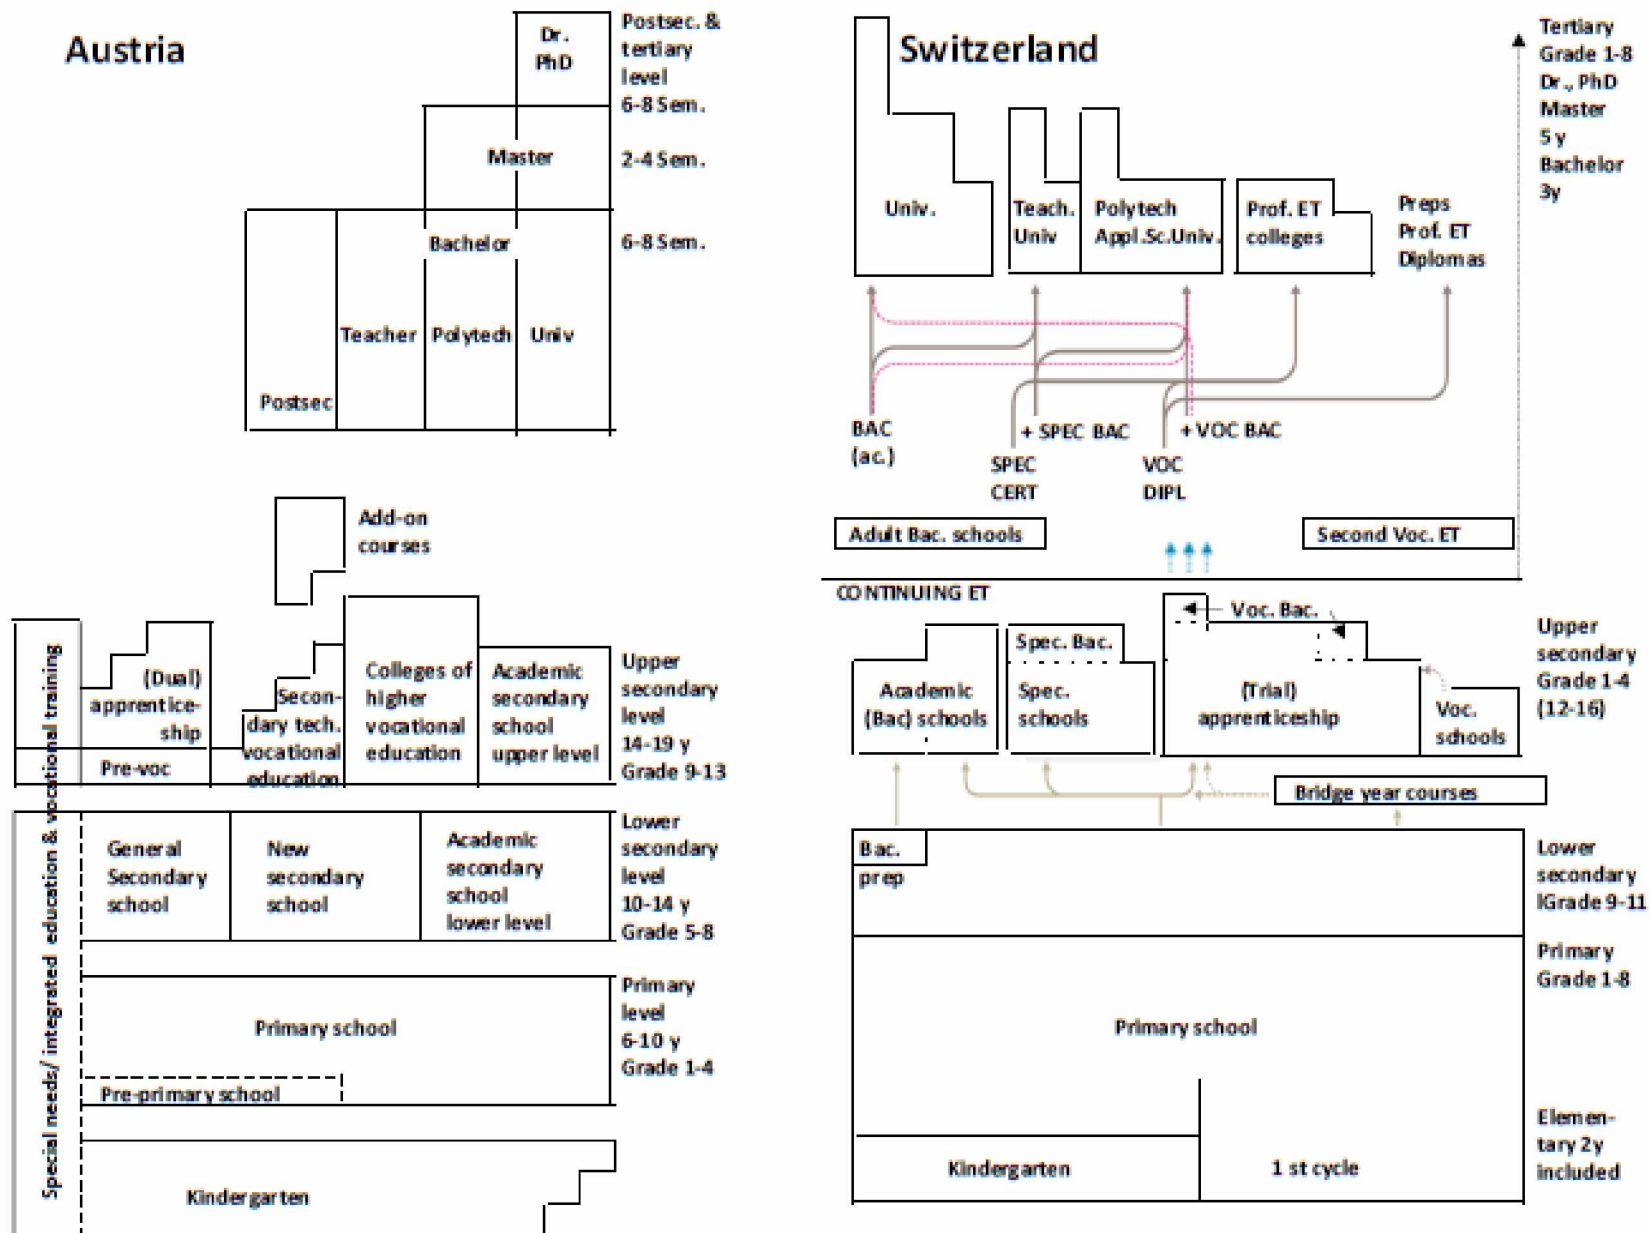 Austria
Dr.
PhD
Postsec. &
tertiary
level
6-8 Sem.
Master
2-4 Sem.
Bachelor
6-8 Sem.
Teacher
Polytech
Univ
Postsec
Add-on
courses
(Dual)
apprentice-
ship
Pre-voc
Secon-
dary tech.
vocational
education
Colleges of
higher
vocational
education
Academic
secondary
school
upper level
Upper
secondary
level
14-19 y
Grade 9-13
Special needs/ integrated education & vocational training
General
Secondary
school
New
secondary
school
Academic
secondary
school
lower level
Lower
secondary
level
10-14 y
Grade 5-8
Primary school
Pre-primary school
Primary
level
6-10 y
Grade 1-4
Kindergarten
Switzerland
Tertiary
Grade 1-8
Dr., PhD
Master
5 y
Bachelor
3y
Univ.
Teach.
Univ
Polytech
Appl.Sc.Univ.
Prof. ET
colleges
Preps
Prof. ET
Diplomas
BAC
(ac.)
+ SPEC BAC
SPEC
CERT
+ VOC BAC
VOC
DIPL
Adult Bac. schools
Second Voc. ET
CONTINUING ET
Academic
(Bac) schools
Spec. Bac.
Spec.
schools
Voc. Bac.
(Trial)
apprenticeship
Voc.
schools
Upper
secondary
Grade 1-4
(12-16)
Bridge year courses
Bac.
prep
Lower
secondary
lGrade 9-11
Primary
Grade 1-8
Primary school
Kindergarten
1 st cycle
Elemen-
tary 2y
included